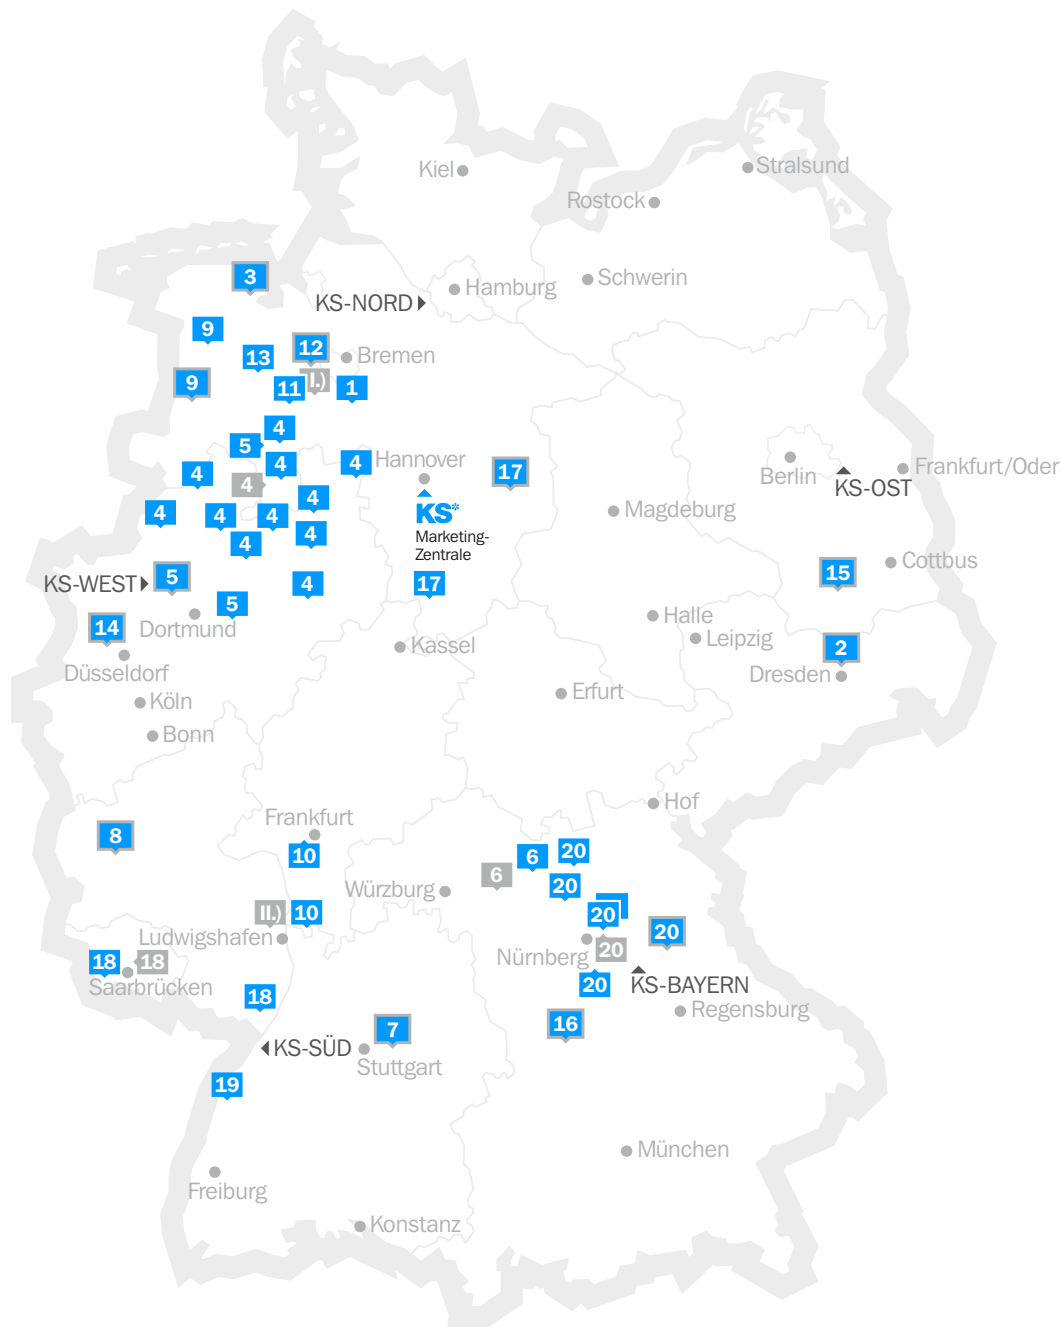 Kiel
Stralsund
Rostock
3
Schwerin
Hamburg
KS-NORD
9
12
13
Bremen
9
I.)
11
1
4
5
4
4
Hannover
4
17
Berlin
Frankfurt/Oder
KS-OST
4
4
KS*
Marketing-
Zentrale
4
4
4
4
4
Magdeburg
Cottbus
15
KS-WEST
5
4
17
5
14
Dortmund
Halle
Leipzig
2
Kassel
Düsseldorf
Dresden
Köln
Erfurt
Bonn
Hof
Frankfurt
8
10
6
20
6
20
Würzburg
II.)
10
20
20
Ludwigshafen
Nürnberg
20
18
18
Saarbrücken
20
KS-BAYERN
18
Regensburg
16
7
KS-SÜD
Stuttgart
19
München
Freiburg
Konstanz